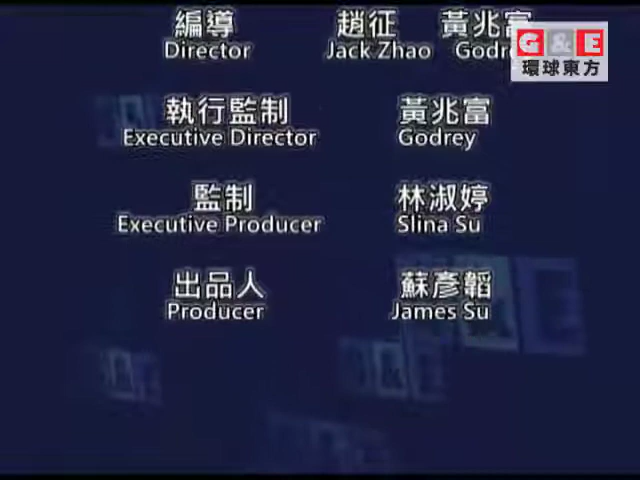 編導 趙征 黃兆富
Director Jack Zhao
G&E
環球東方
執行監制 黃兆富
Executive Director Godrey
監制 林淑婷
Executive Producer Slina Su
出品人 蘇彥韜
Producer James Su